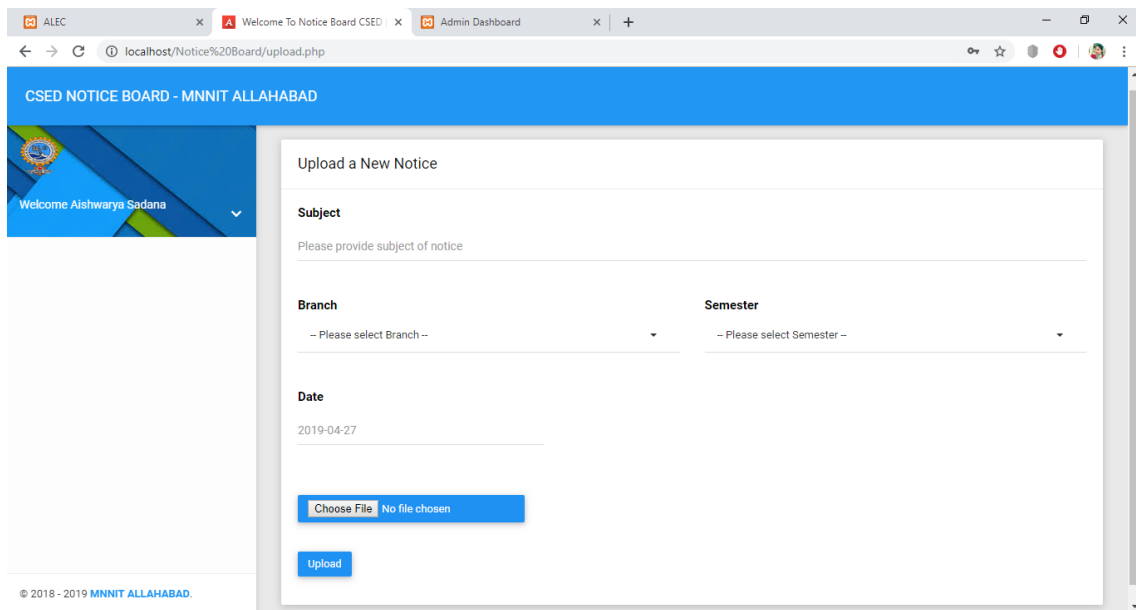 ALEC
Welcome To Notice Board CSED |
Admin Dashboard
localhost/Notice%20Board/upload.php
CSED NOTICE BOARD - MNNIT ALLAHABAD
Welcome Aishwarya Sadana
Upload a New Notice
Subject
Please provide subject of notice
Branch Semester
-- Please select Branch -- -- Please select Semester --
Date
2019-04-27
Choose File No file chosen
Upload
© 2018 - 2019 MNNIT ALLAHABAD.